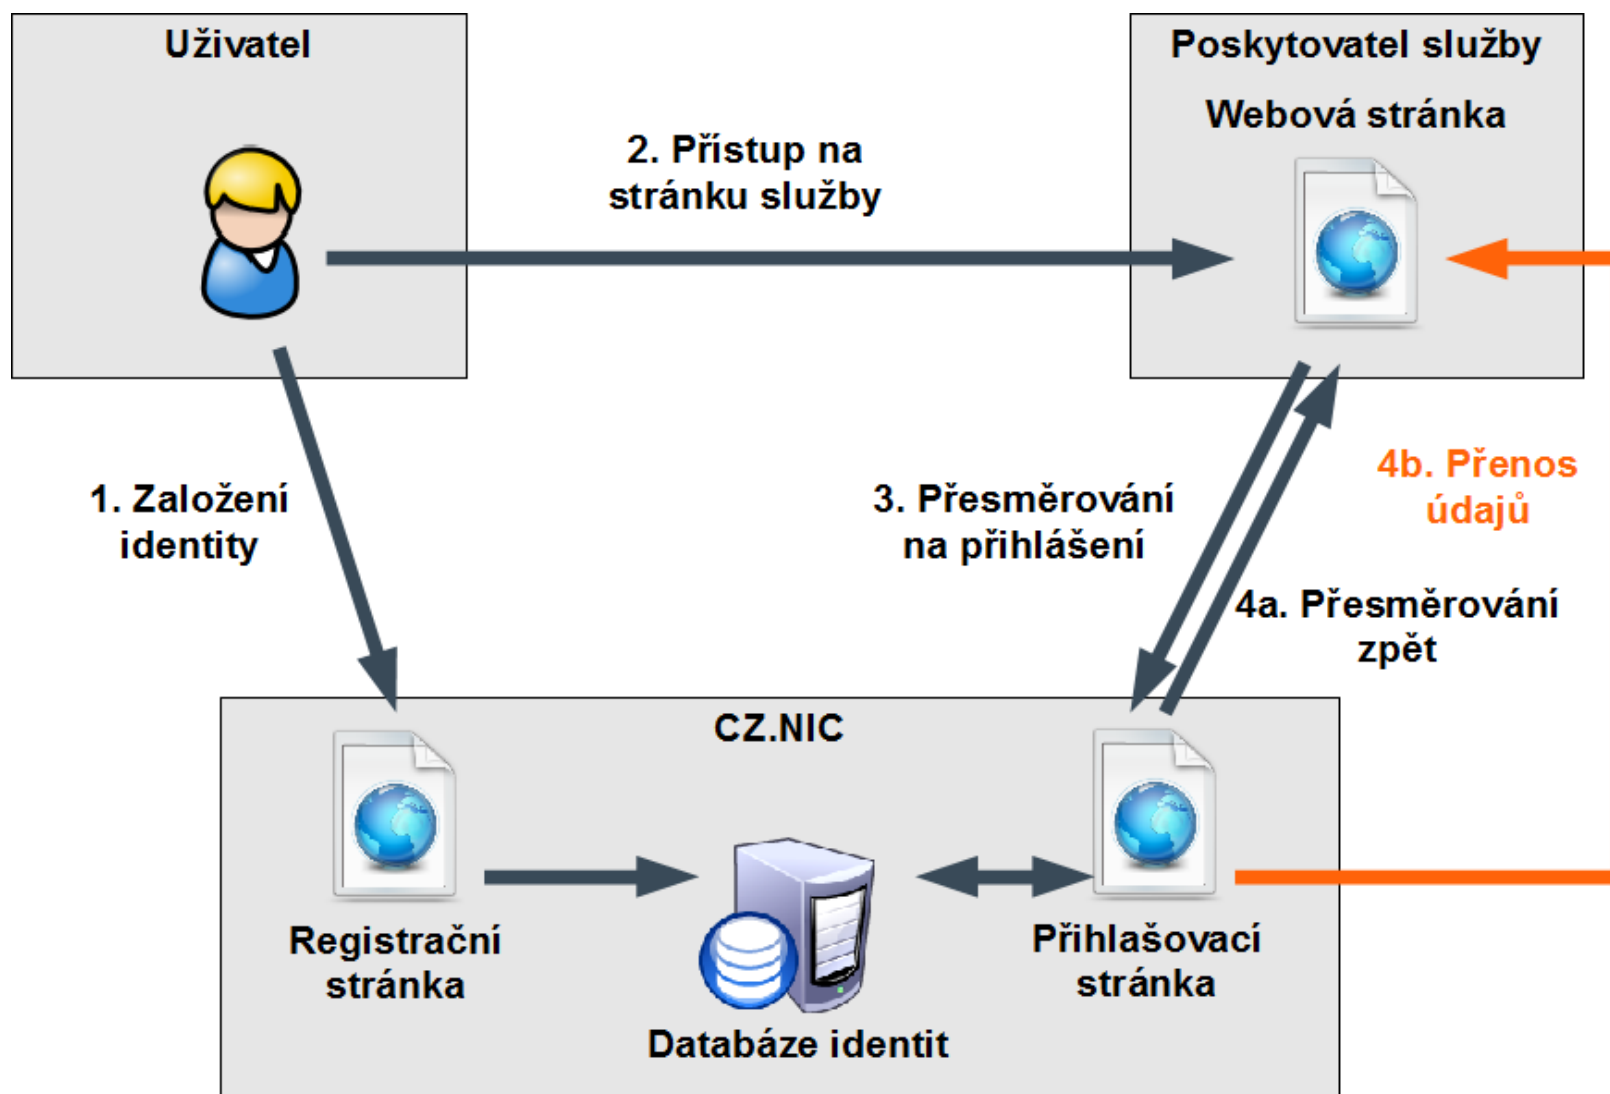 Uživatel
Poskytovatel služby
Webová stránka
2. Přístup na
stránku služby
1. Založení
identity
3. Přesměrování
na přihlášení
4b. Přenos
údajů
4a. Přesměrování
zpět
CZ.NIC
Registrační
stránka
Databáze identit
Přihlašovací
stránka